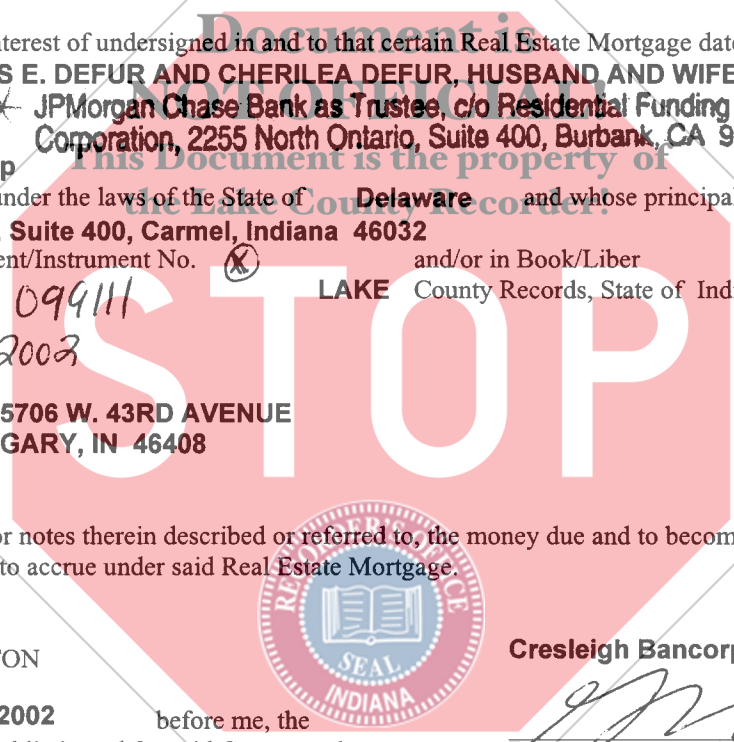 Document is
nterest of undersigned in and to that certain Real Estate Mortgage date
S E. DEFUR AND CHERILEA DEFUR, HUSBAND AND WIFE
NOT OFFICIAL!
JPMorgan Chase Bank as Trustee, c/o Residential Funding
Corporation, 2255 North Ontario, Suite 400, Burbank, CA 9
This Document is the property of
p
under the laws of the State of Delaware and whose principal
the Lake County Recorder!
Suite 400, Carmel, Indiana 46032
ent/Instrument No. X and/or in Book/Liber
099111 LAKE County Records, State of Ind
2002
STOP
5706 W. 43RD AVENUE
GARY, IN 46408
or notes therein described or referred to, the money due and to becom
to accrue under said Real Estate Mortgage.
RECORDER'S OFFICE
SEAL
INDIANA
TON
Cresleigh Bancorp
2002 before me, the